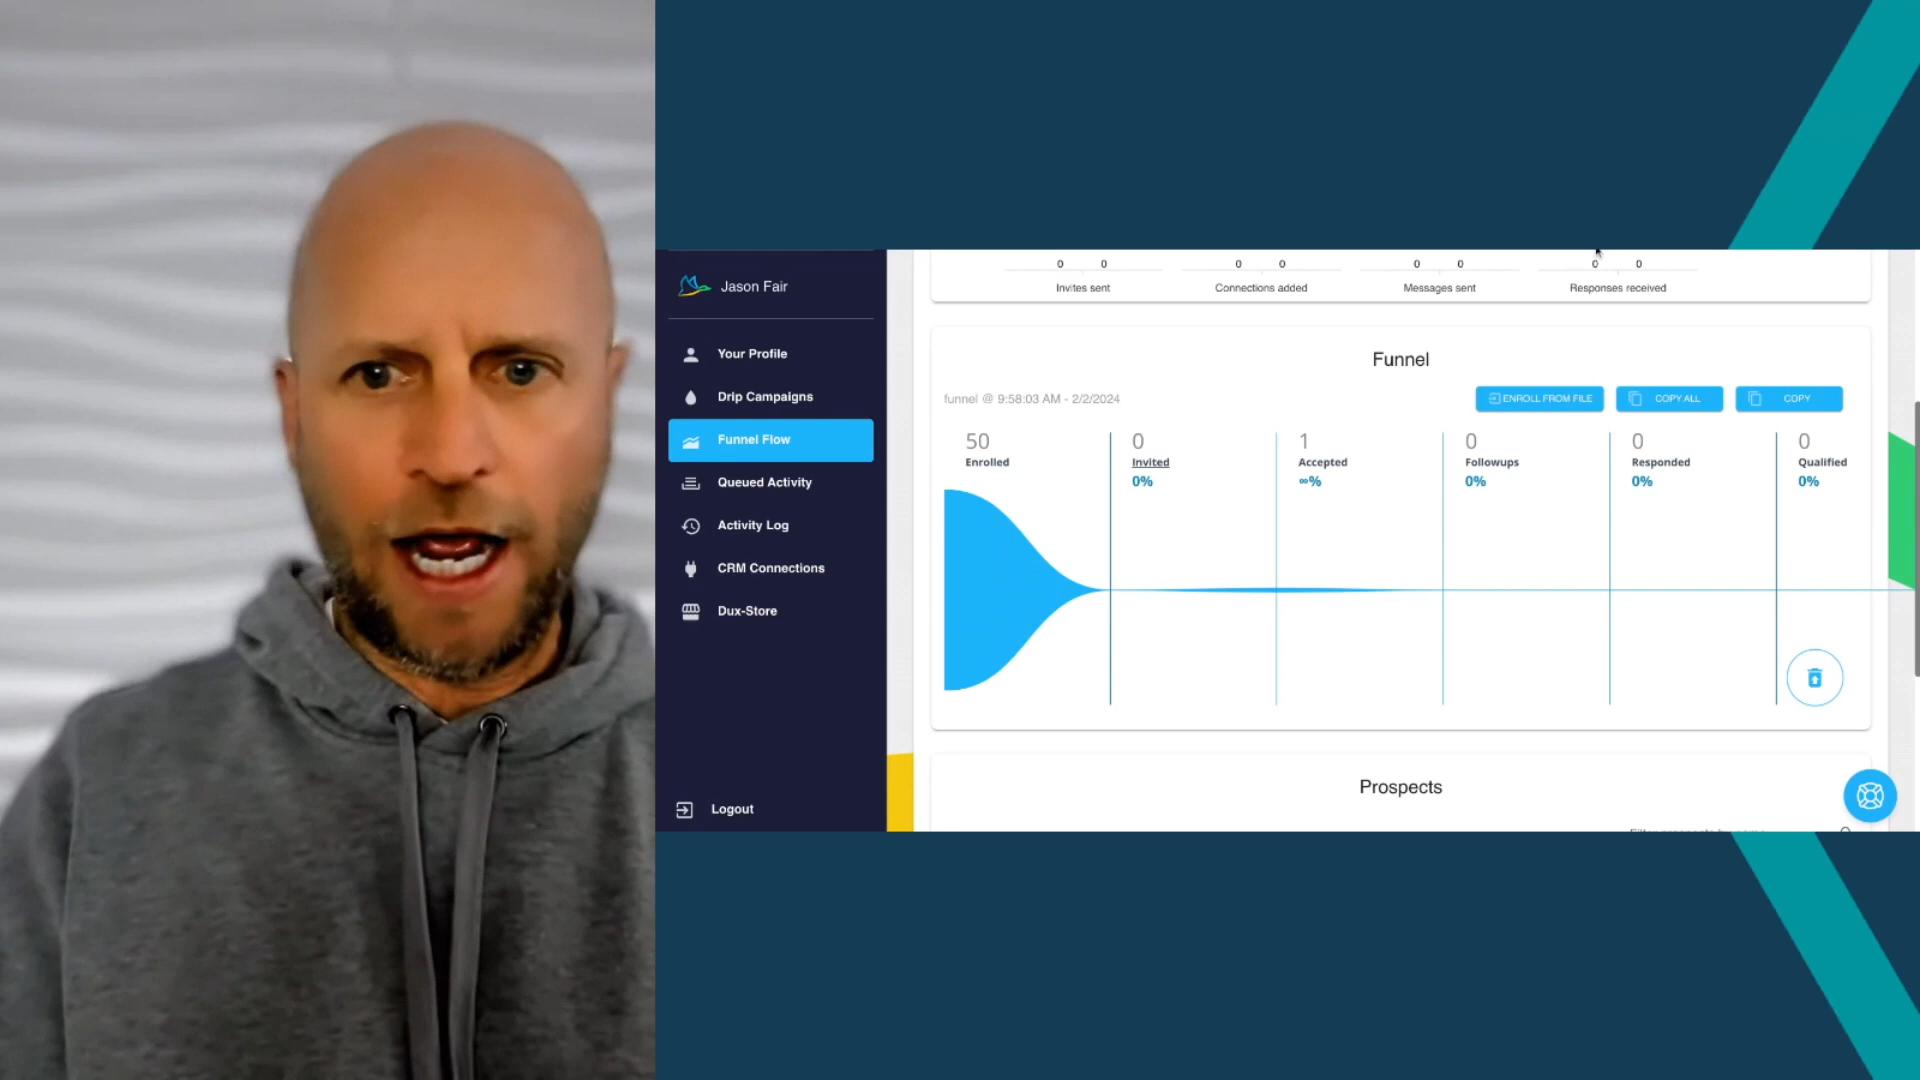 Jason Fair
Your Profile
Drip Campaigns
Funnel Flow
Queued Activity
Activity Log
CRM Connections
Dux-Store
Logout
0 0 0 0 0 0 0 0
Invites sent Connections added Messages sent Responses received
Funnel
funnel @ 9:58:03 AM - 2/2/2024 ENROLL FROM FILE COPY ALL COPY
50 0 1 0 0 0
Enrolled Invited Accepted Followups Responded Qualified
0% ∞% 0% 0% 0%
Prospects